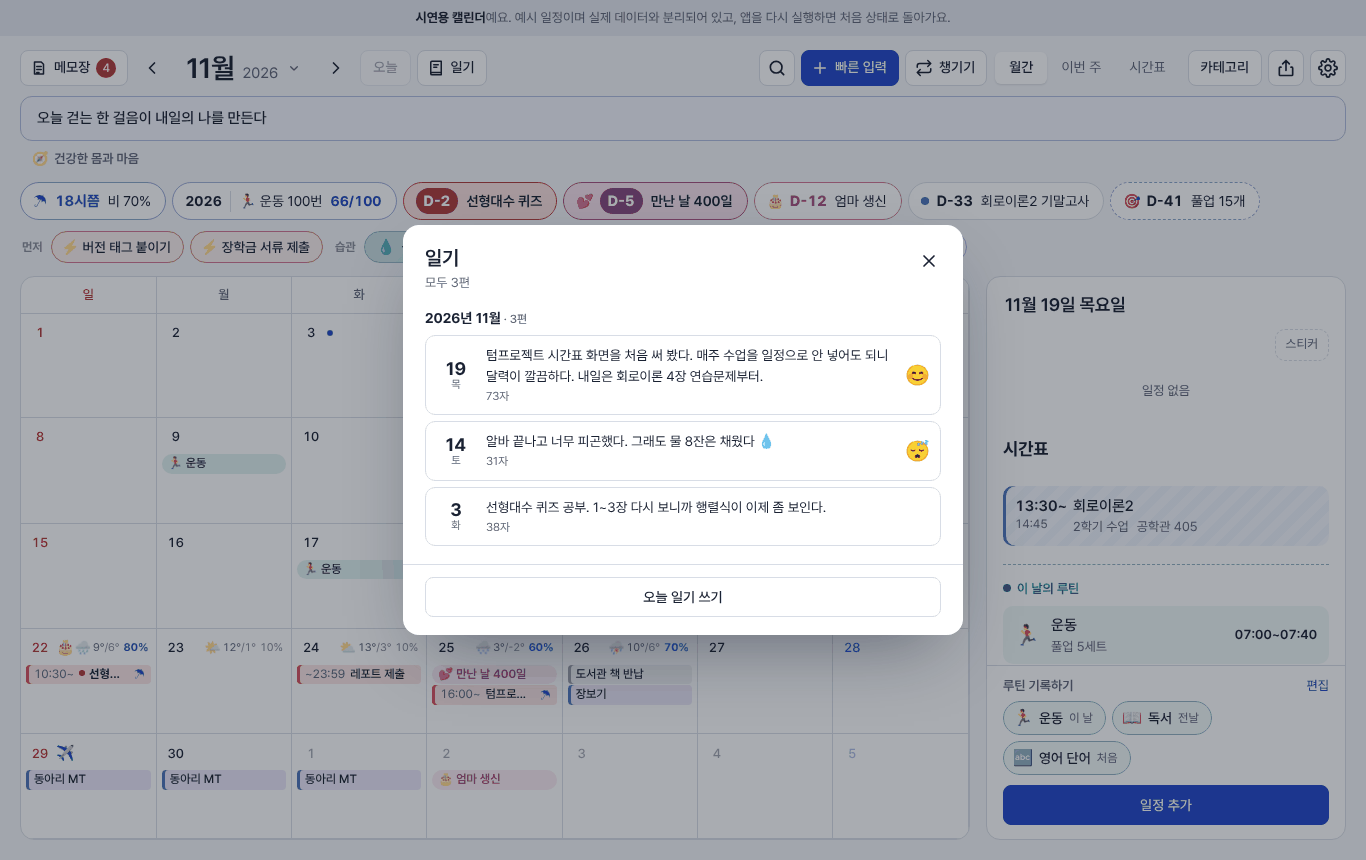 시연용 캘린더예요. 예시 일정이며 실제 데이터와 분리되어 있고, 앱을 다시 실행하면 처음 상태로 돌아가요.
메모장 4 11월 2026 오늘 일기 빠른 입력 챙기기 월간 이번 주 시간표 카테고리
오늘 걷는 한 걸음이 내일의 나를 만든다
건강한 몸과 마음
18시쯤 비 70% 2026 운동 100번 66/100 D-2 선형대수 퀴즈 D-5 만난 날 400일 D-12 엄마 생신 D-33 회로이론2 기말고사 D-41 풀업 15개
먼저 버전 태그 붙이기 장학금 서류 제출 습관
일기
모두 3편
2026년 11월 · 3편
19 목 텀프로젝트 시간표 화면을 처음 써 봤다. 매주 수업을 일정으로 안 넣어도 되니
달력이 깔끔하다. 내일은 회로이론 4장 연습문제부터.
73자
14 토 알바 끝나고 너무 피곤했다. 그래도 물 8잔은 채웠다 💧
31자
3 화 선형대수 퀴즈 공부. 1~3장 다시 보니까 행렬식이 이제 좀 보인다.
38자
오늘 일기 쓰기
일 월 화
1 2 3
8 9 10
운동
15 16 17
운동
22 9°/6° 80% 23 12°/1° 10% 24 13°/3° 10% 25 3°/-2° 60% 26 10°/6° 70% 27 28
10:30~ 선형... ~23:59 레포트 제출 만난 날 400일 도서관 책 반납
16:00~ 텀프로... 장보기
29 30 1 2 3 4 5
동아리 MT 동아리 MT 동아리 MT 엄마 생신
11월 19일 목요일
스티커
일정 없음
시간표
13:30~ 회로이론2
14:45 2학기 수업 공학관 405
이 날의 루틴
운동 07:00~07:40
풀업 5세트
루틴 기록하기 편집
운동 이 날 독서 전날
abc 영어 단어 처음
일정 추가